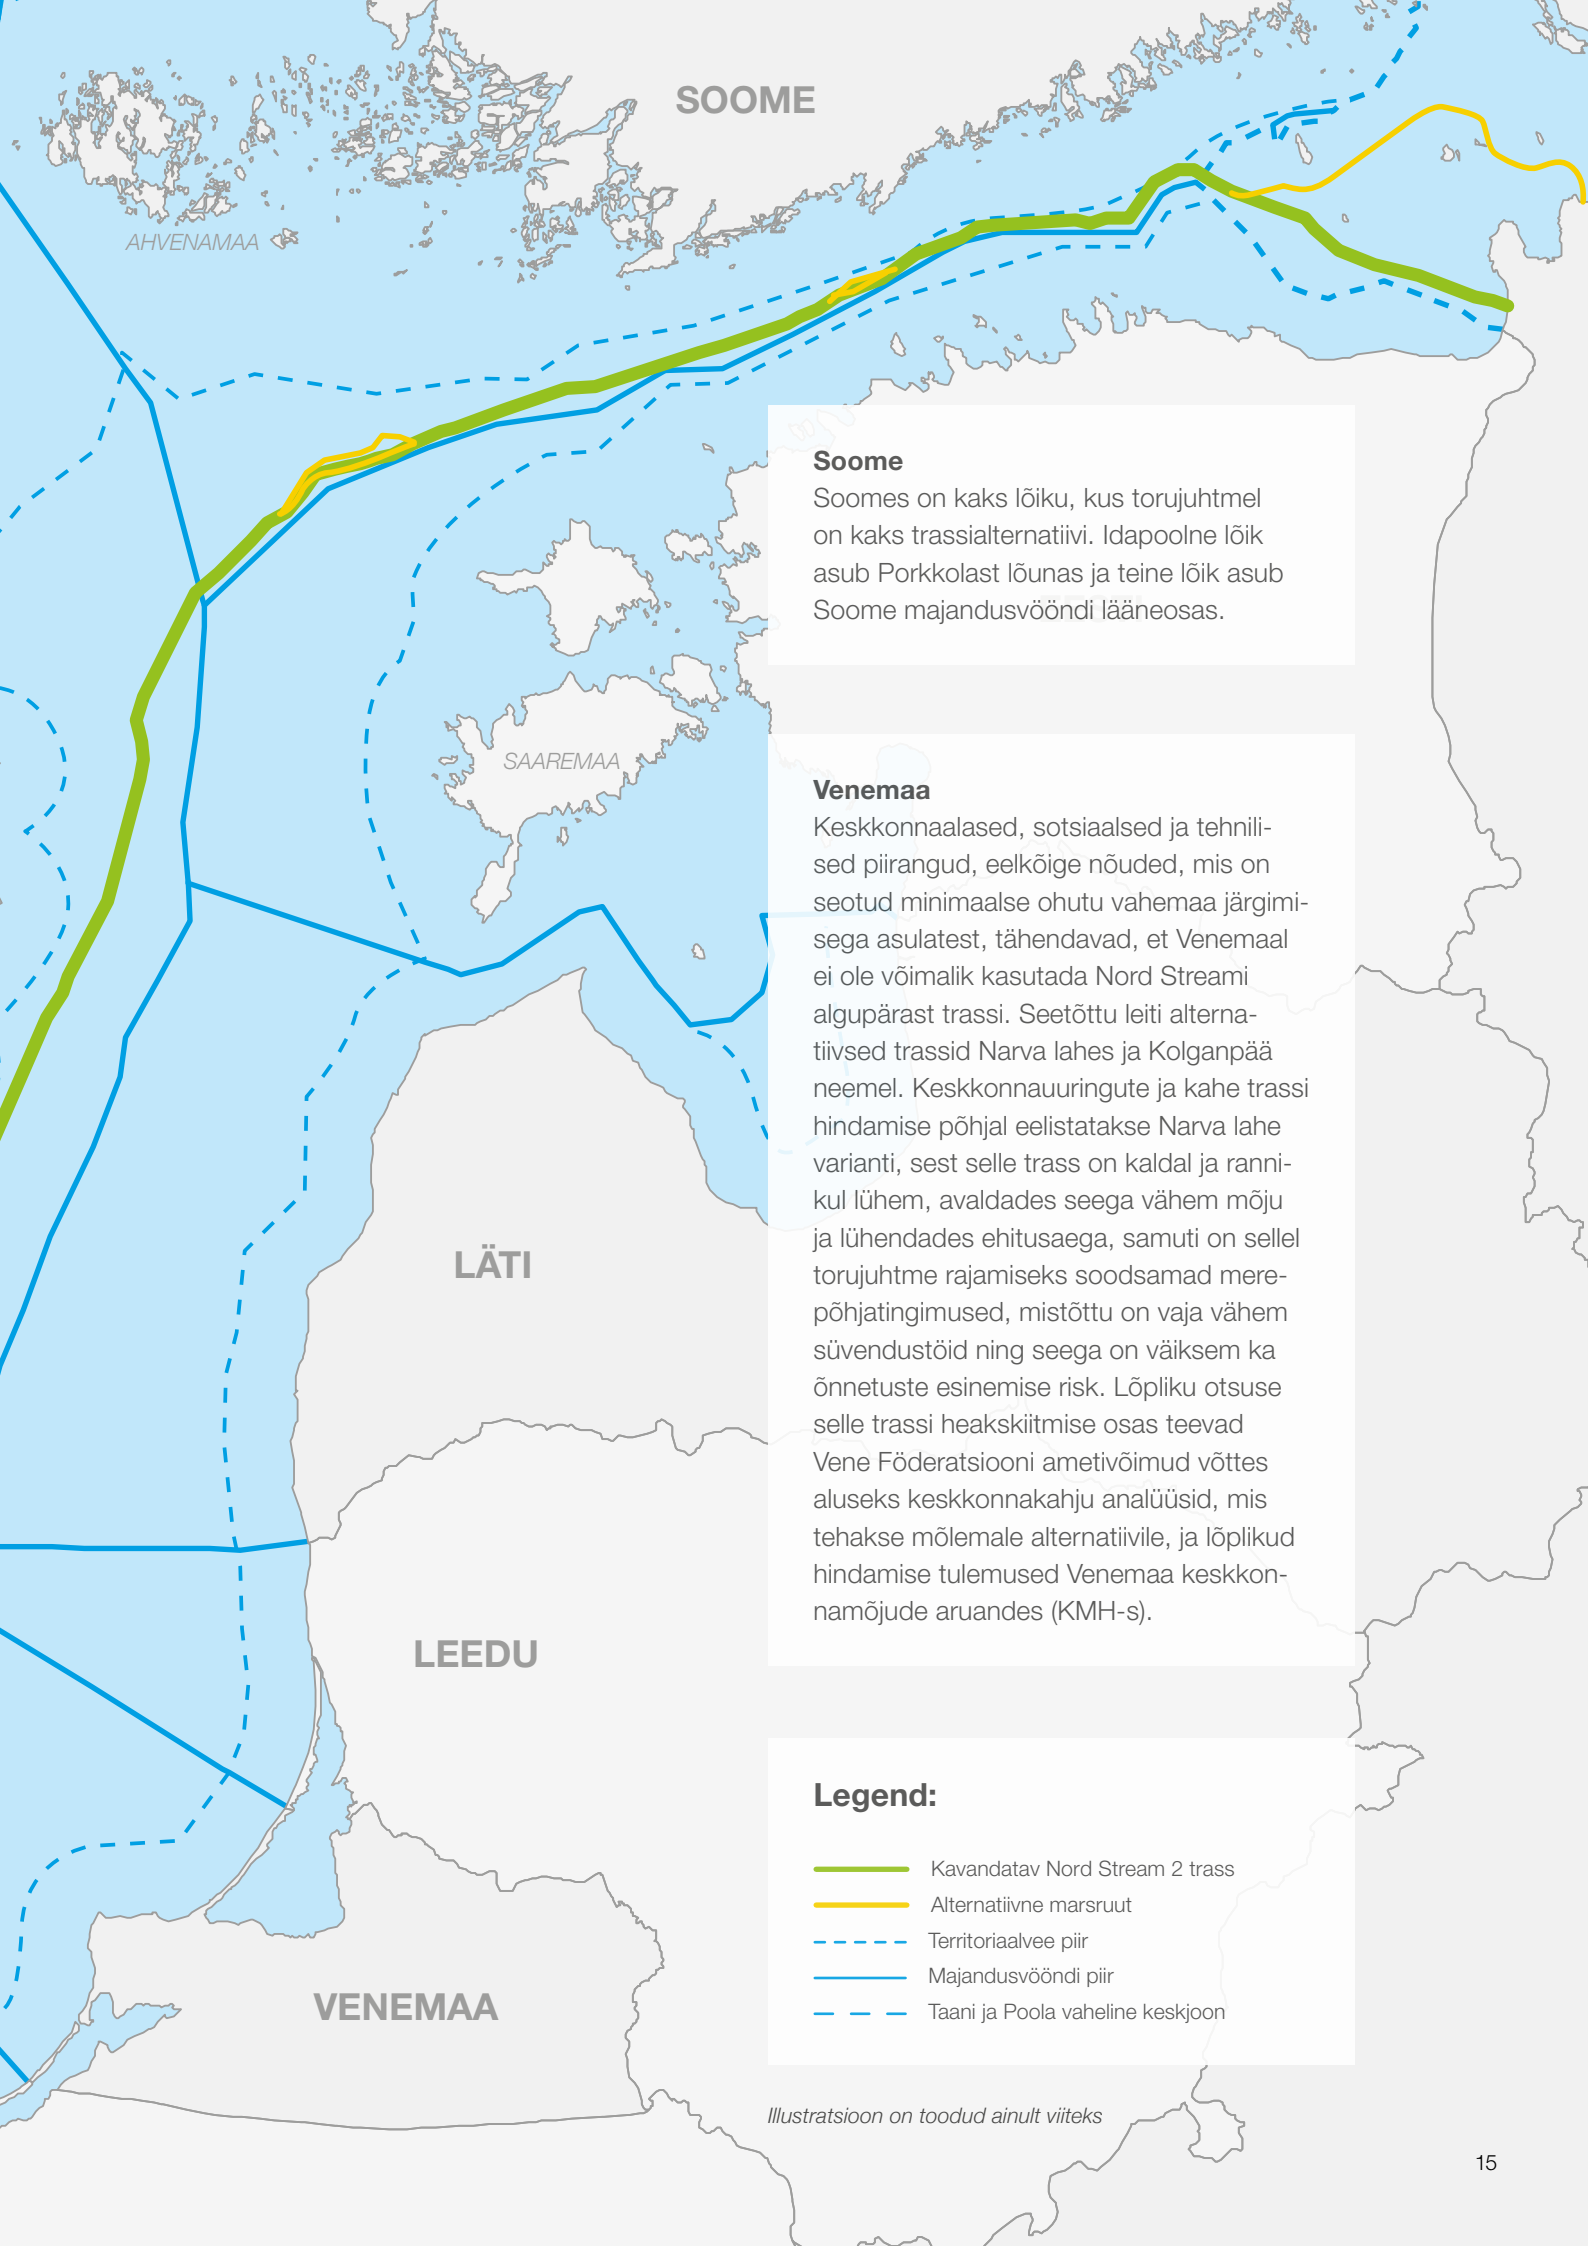 SOOME
AHVENAMAA
Soome
Soomes on kaks lõiku, kus torujuhtmel
on kaks trassialternatiivi. Idapoolne lõik
asub Porkkolast lõunas ja teine lõik asub
Soome majandusvööndi lääneosas.
EESTI
SAAREMAA
Venemaa
Keskkonnaalased, sotsiaalsed ja tehnili-
sed piirangud, eelkõige nõuded, mis on
seotud minimaalse ohutu vahemaa järgimi-
sega asulatest, tähendavad, et Venemaal
ei ole võimalik kasutada Nord Streami
algupärast trassi. Seetõttu leiti alterna-
tiivsed trassid Narva lahes ja Kolganpää
neemel. Keskkonnauuringute ja kahe trassi
hindamise põhjal eelistatakse Narva lahe
varianti, sest selle trass on kaldal ja ranni-
kul lühem, avaldades seega vähem mõju
ja lühendades ehitusaega, samuti on sellel
torujuhtme rajamiseks soodsamad mere-
põhjatingimused, mistõttu on vaja vähem
süvendustöid ning seega on väiksem ka
õnnetuste esinemise risk. Lõpliku otsuse
selle trassi heakskiitmise osas teevad
Vene Föderatsiooni ametivõimud võttes
aluseks keskkonnakahju analüüsid, mis
tehakse mõlemale alternatiivile, ja lõplikud
hindamise tulemused Venemaa keskkon-
namõjude aruandes (KMH-s).
LÄTI
LEEDU
VENEMAA
Legend:
Kavandatav Nord Stream 2 trass
Alternatiivne marsruut
Territoriaalvee piir
Majandusvööndi piir
Taani ja Poola vaheline keskjoon
Illustratsioon on toodud ainult viiteks
15